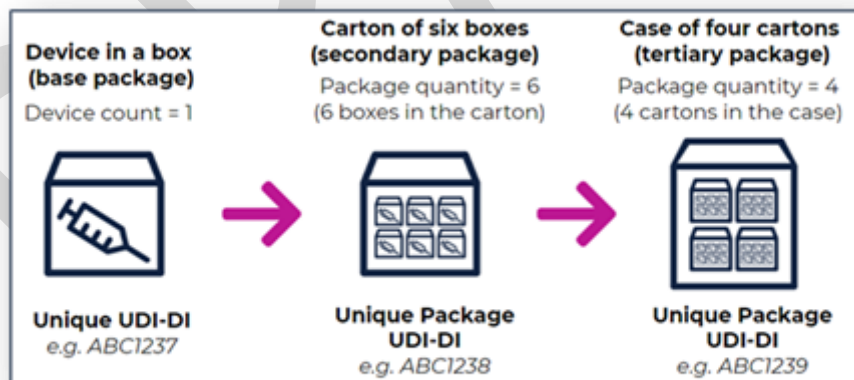 Device in a box
(base package)
Device count = 1
Unique UDI-DI
e.g. ABC1237
Carton of six boxes
(secondary package)
Package quantity = 6
(6 boxes in the carton)
Unique Package
UDI-DI
e.g. ABC1238
Case of four cartons
(tertiary package)
Package quantity = 4
(4 cartons in the case)
Unique Package
UDI-DI
e.g. ABC1239